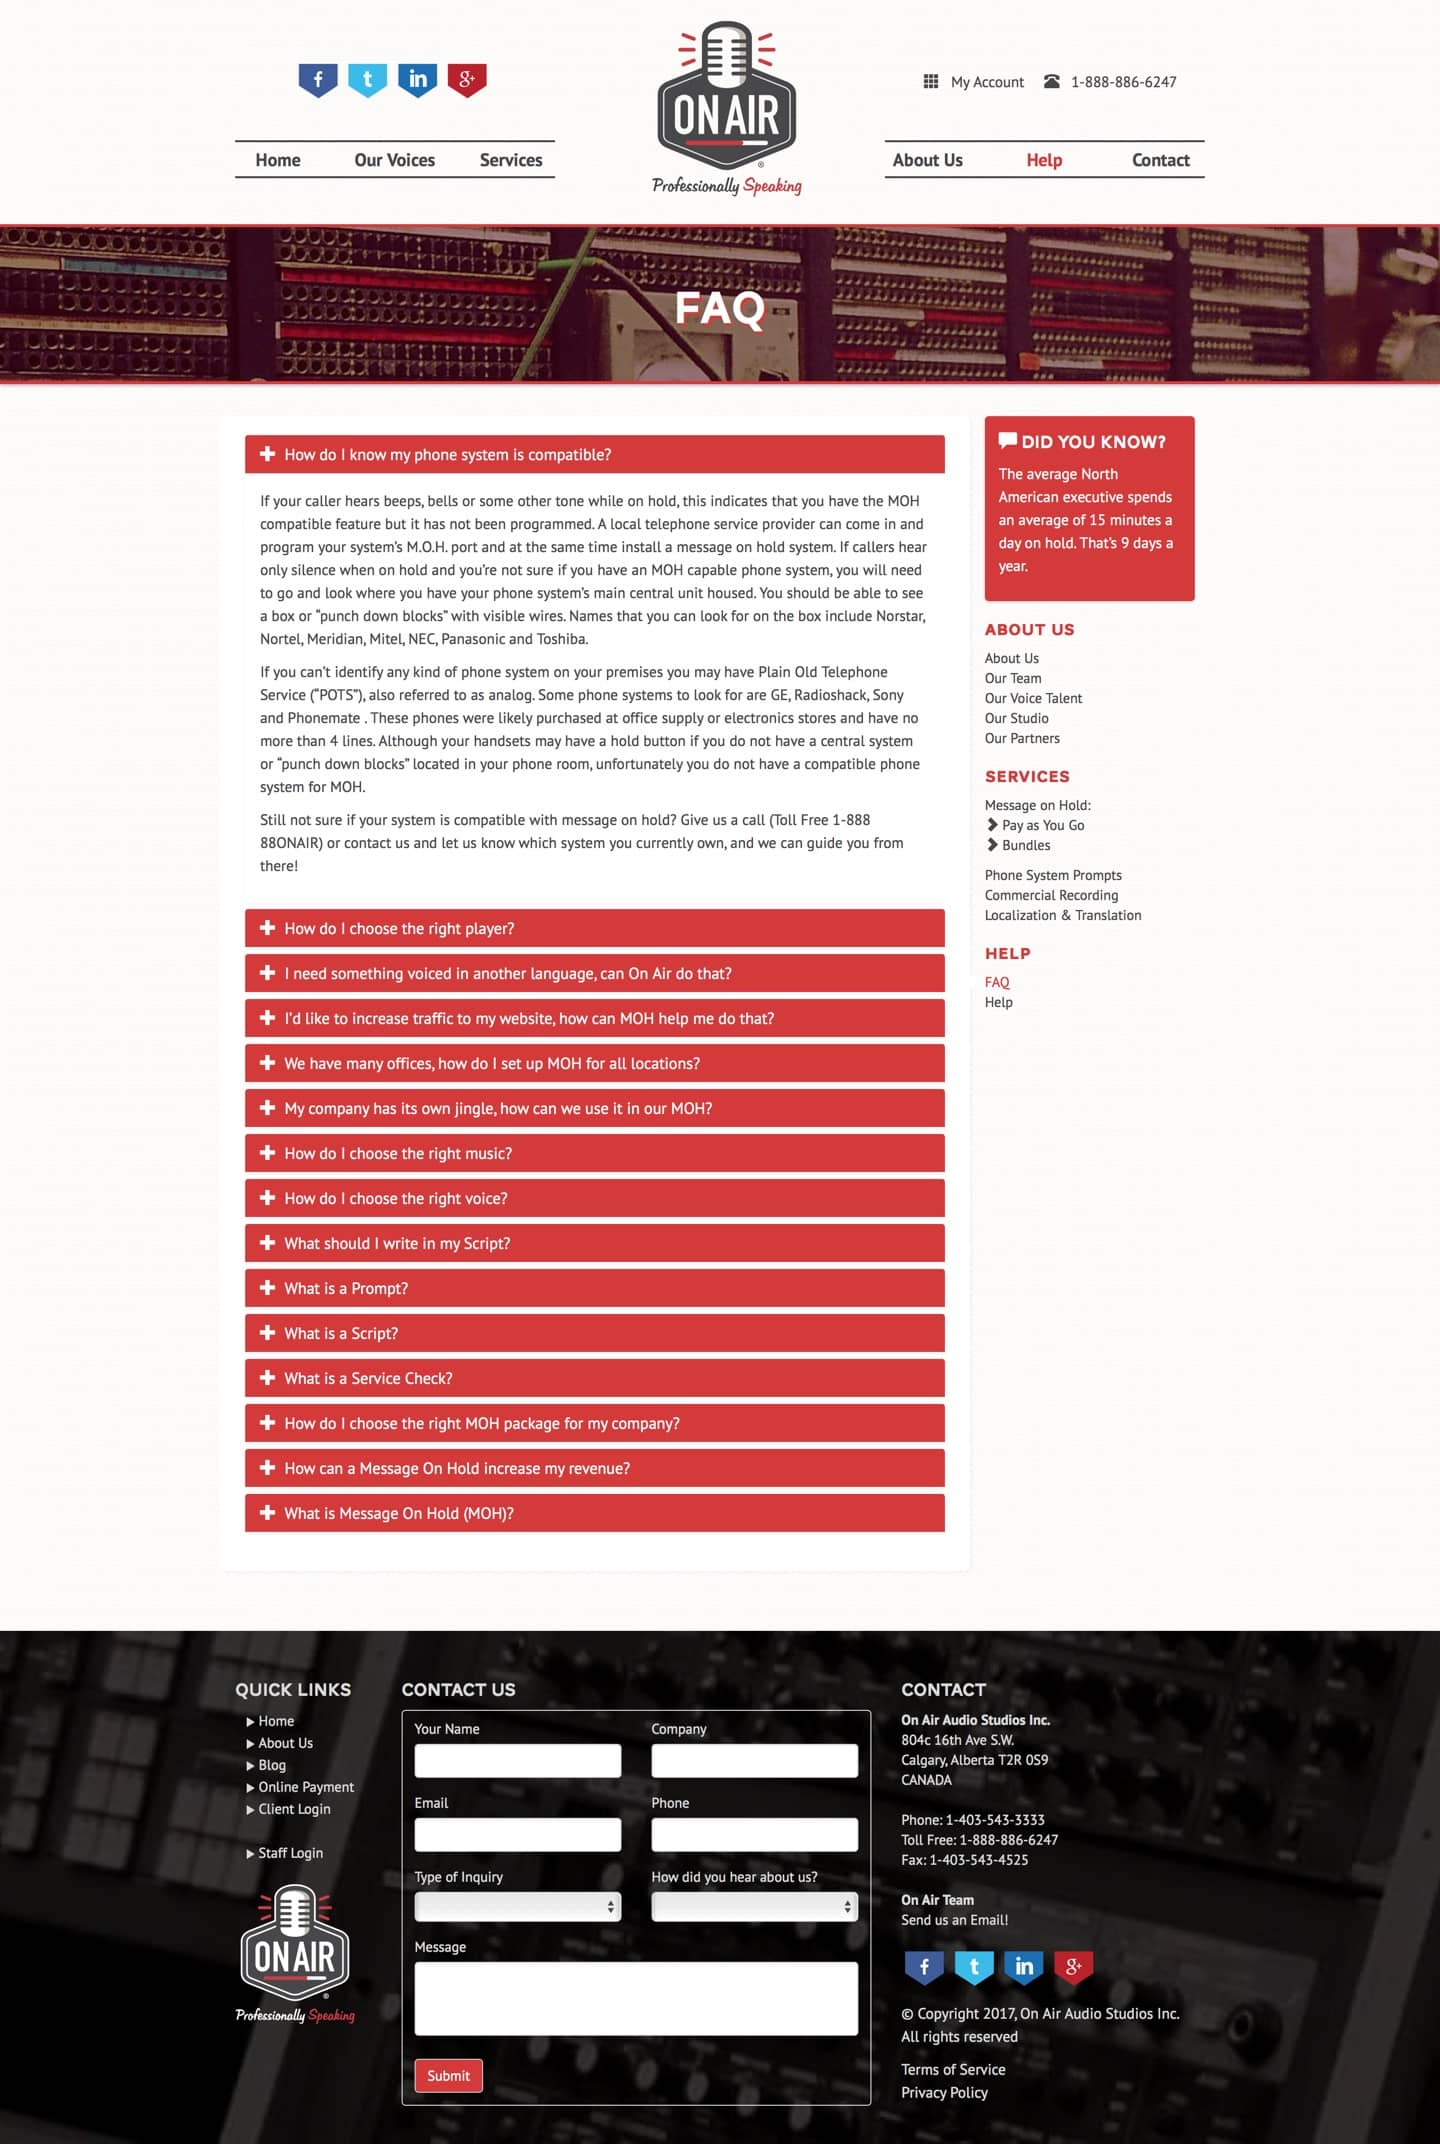 My Account 1-888-886-6247
ON AIR
®
Professionally Speaking
Home Our Voices Services
About Us Help Contact
FAQ
How do I know my phone system is compatible?
If your caller hears beeps, bells or some other tone while on hold, this indicates that you have the MOH
compatible feature but it has not been programmed. A local telephone service provider can come in and
program your system's M.O.H. port and at the same time install a message on hold system. If callers hear
only silence when on hold and you're not sure if you have an MOH capable phone system, you will need
to go and look where you have your phone system's main central unit housed. You should be able to see
a box or “punch down blocks” with visible wires. Names that you can look for on the box include Norstar,
Nortel, Meridian, Mitel, NEC, Panasonic and Toshiba.
If you can't identify any kind of phone system on your premises you may have Plain Old Telephone
Service (“POTS”), also referred to as analog. Some phone systems to look for are GE, Radioshack, Sony
and Phonemate . These phones were likely purchased at office supply or electronics stores and have no
more than 4 lines. Although your handsets may have a hold button if you do not have a central system
or “punch down blocks” located in your phone room, unfortunately you do not have a compatible phone
system for MOH.
Still not sure if your system is compatible with message on hold? Give us a call (Toll Free 1-888
88ONAIR) or contact us and let us know which system you currently own, and we can guide you from
there!
How do I choose the right player?
I need something voiced in another language, can On Air do that?
I'd like to increase traffic to my website, how can MOH help me do that?
We have many offices, how do I set up MOH for all locations?
My company has its own jingle, how can we use it in our MOH?
How do I choose the right music?
How do I choose the right voice?
What should I write in my Script?
What is a Prompt?
What is a Script?
What is a Service Check?
How do I choose the right MOH package for my company?
How can a Message On Hold increase my revenue?
What is Message On Hold (MOH)?
DID YOU KNOW?
The average North
American executive spends
an average of 15 minutes a
day on hold. That's 9 days a
year.
ABOUT US
About Us
Our Team
Our Voice Talent
Our Studio
Our Partners
SERVICES
Message on Hold:
Pay as You Go
Bundles
Phone System Prompts
Commercial Recording
Localization & Translation
HELP
FAQ
Help
QUICK LINKS
Home
About Us
Blog
Online Payment
Client Login
Staff Login
ON AIR
®
Professionally Speaking
CONTACT US
Your Name Company
Email Phone
Type of Inquiry How did you hear about us?
Message
Submit
CONTACT
On Air Audio Studios Inc.
804c 16th Ave S.W.
Calgary, Alberta T2R 0S9
CANADA
Phone: 1-403-543-3333
Toll Free: 1-888-886-6247
Fax: 1-403-543-4525
On Air Team
Send us an Email!
© Copyright 2017, On Air Audio Studios Inc.
All rights reserved
Terms of Service
Privacy Policy